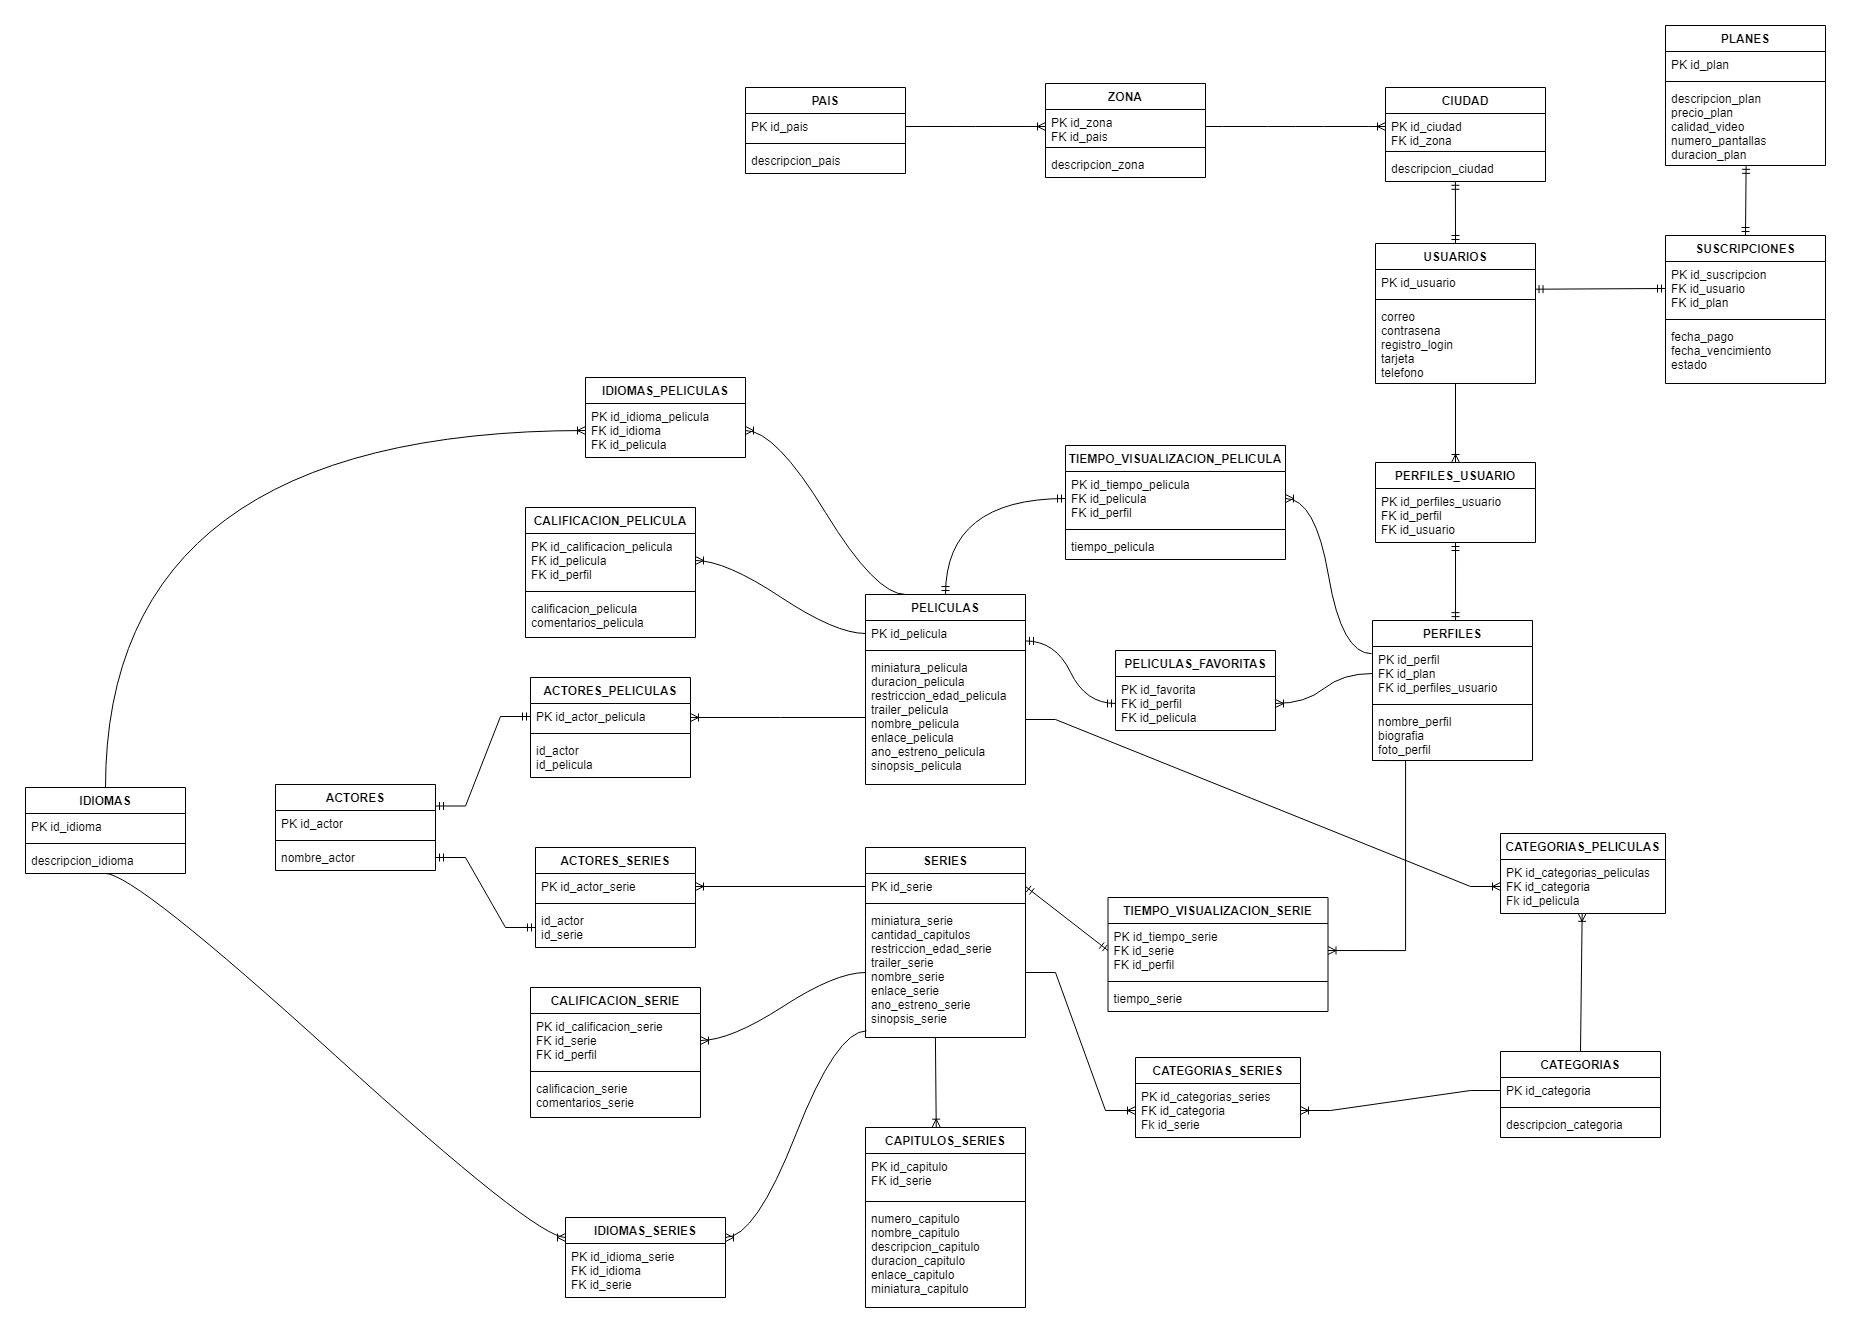 PLANES
PK id_plan
descripcion_plan
precio_plan
calidad_video
numero_pantallas
duracion_plan
PAIS
PK id_pais
descripcion_pais
ZONA
PK id_zona
FK id_pais
descripcion_zona
CIUDAD
PK id_ciudad
FK id_zona
descripcion_ciudad
USUARIOS
PK id_usuario
correo
contrasena
registro_login
tarjeta
telefono
SUSCRIPCIONES
PK id_suscripcion
FK id_usuario
FK id_plan
fecha_pago
fecha_vencimiento
estado
IDIOMAS_PELICULAS
PK id_idioma_pelicula
FK id_idioma
FK id_pelicula
TIEMPO_VISUALIZACION_PELICULA
PK id_tiempo_pelicula
FK id_pelicula
FK id_perfil
tiempo_pelicula
PERFILES_USUARIO
PK id_perfiles_usuario
FK id_perfil
FK id_usuario
CALIFICACION_PELICULA
PK id_calificacion_pelicula
FK id_pelicula
FK id_perfil
calificacion_pelicula
comentarios_pelicula
PELICULAS
PK id_pelicula
miniatura_pelicula
duracion_pelicula
restriccion_edad_pelicula
trailer_pelicula
nombre_pelicula
enlace_pelicula
ano_estreno_pelicula
sinopsis_pelicula
PELICULAS_FAVORITAS
PK id_favorita
FK id_perfil
FK id_pelicula
PERFILES
PK id_perfil
FK id_plan
FK id_perfiles_usuario
nombre_perfil
biografia
foto_perfil
ACTORES_PELICULAS
PK id_actor_pelicula
id_actor
id_pelicula
IDIOMAS
PK id_idioma
descripcion_idioma
ACTORES
PK id_actor
nombre_actor
ACTORES_SERIES
PK id_actor_serie
id_actor
id_serie
SERIES
PK id_serie
miniatura_serie
cantidad_capitulos
restriccion_edad_serie
trailer_serie
nombre_serie
enlace_serie
ano_estreno_serie
sinopsis_serie
TIEMPO_VISUALIZACION_SERIE
PK id_tiempo_serie
FK id_serie
FK id_perfil
tiempo_serie
CATEGORIAS_PELICULAS
PK id_categorias_peliculas
FK id_categoria
Fk id_pelicula
CALIFICACION_SERIE
PK id_calificacion_serie
FK id_serie
FK id_perfil
calificacion_serie
comentarios_serie
CATEGORIAS_SERIES
PK id_categorias_series
FK id_categoria
Fk id_serie
CATEGORIAS
PK id_categoria
descripcion_categoria
CAPITULOS_SERIES
PK id_capitulo
FK id_serie
numero_capitulo
nombre_capitulo
descripcion_capitulo
duracion_capitulo
enlace_capitulo
miniatura_capitulo
IDIOMAS_SERIES
PK id_idioma_serie
FK id_idioma
FK id_serie